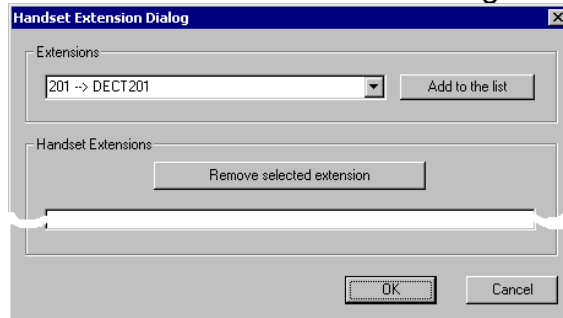 Handset Extension Dialog
Extensions
201 --> DECT201
Add to the list
Handset Extensions
Remove selected extension
OK
Cancel